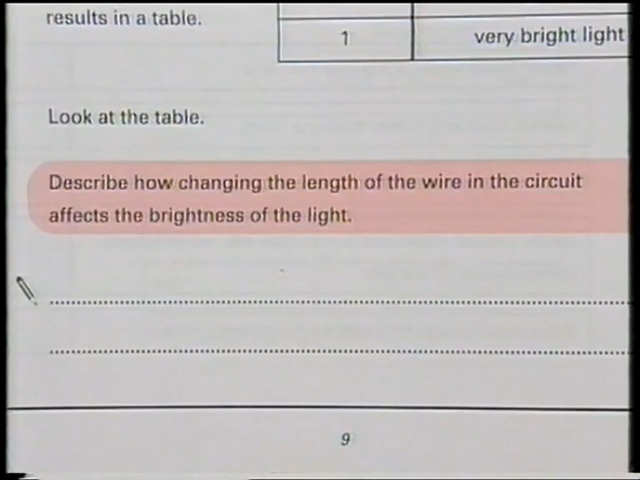 results in a table.
1 very bright light
Look at the table.
Describe how changing the length of the wire in the circuit
affects the brightness of the light.
9